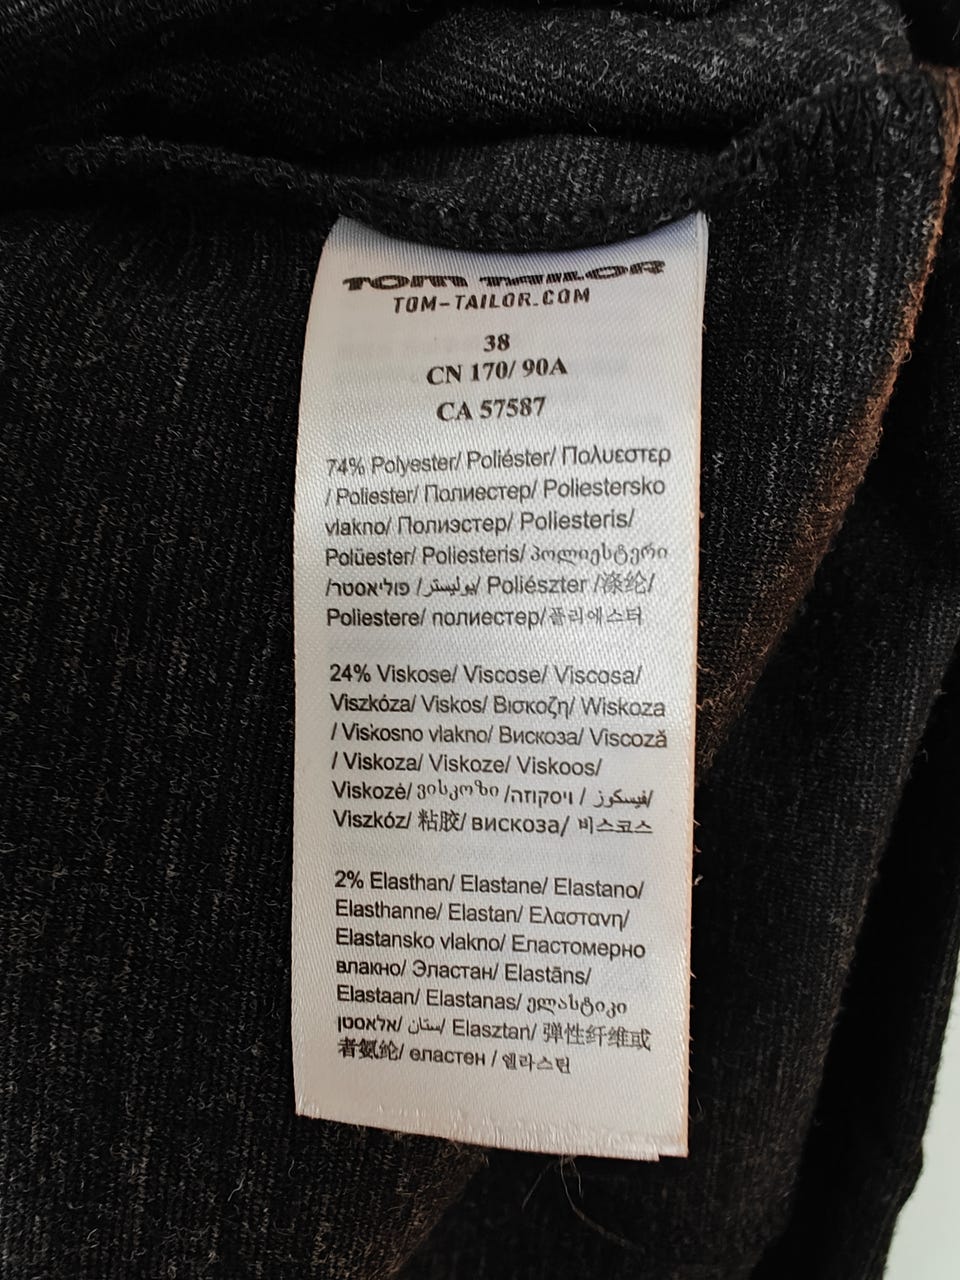 TOM TAILOR
TOM-TAILOR.COM
38
CN 170/ 90A
CA 57587
74% Polyester/ Poliéster/ Πολυεστερ
/ Poliester/ Полиестер/ Poliestersko
vlakno/ Полиэстер/ Poliesteris/
Polüester/ Poliesteris/ პოლიესტერი
/פוליאסטר /بوليستر/ Poliészter /涤纶/
Poliestere/ полиестер/폴리에스터
24% Viskose/ Viscose/ Viscosa/
Viszkóza/ Viskos/ Βισκοζη/ Wiskoza
/ Viskosno vlakno/ Вискоза/ Viscoză
/ Viskoza/ Viskoze/ Viskoos/
Viskozė/ ვისკოზი /ויסקוזה / فيسكوز/
Viszkóz/ 粘胶/ вискоза/ 비스코스
2% Elasthan/ Elastane/ Elastano/
Elasthanne/ Elastan/ Ελαστανη/
Elastansko vlakno/ Еластомерно
влакно/ Эластан/ Elastāns/
Elastaan/ Elastanas/ ელასტიკი
אלאסטן/ ستان/ Elasztan/ 弹性纤维或
者氨纶/ еластен / 엘라스틴